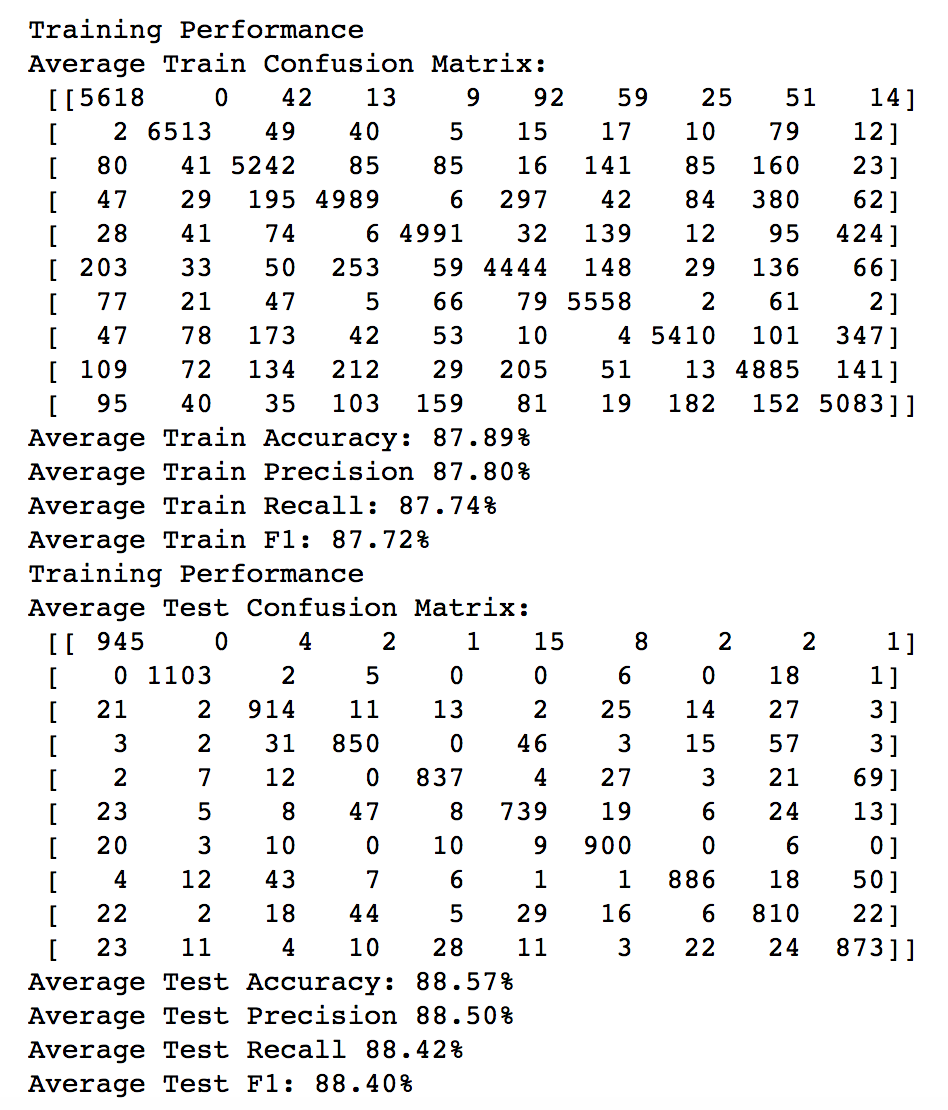 Training Performance
Average Train Confusion Matrix:
[[5618 0 42 13 9 92 59 25 51 14]
[ 2 6513 49 40 5 15 17 10 79 12]
[ 80 41 5242 85 85 16 141 85 160 23]
[ 47 29 195 4989 6 297 42 84 380 62]
[ 28 41 74 6 4991 32 139 12 95 424]
[ 203 33 50 253 59 4444 148 29 136 66]
[ 77 21 47 5 66 79 5558 2 61 2]
[ 47 78 173 42 53 10 4 5410 101 347]
[ 109 72 134 212 29 205 51 13 4885 141]
[ 95 40 35 103 159 81 19 182 152 5083]]
Average Train Accuracy: 87.89%
Average Train Precision 87.80%
Average Train Recall: 87.74%
Average Train F1: 87.72%
Training Performance
Average Test Confusion Matrix:
[[ 945 0 4 2 1 15 8 2 2 1]
[ 0 1103 2 5 0 0 6 0 18 1]
[ 21 2 914 11 13 2 25 14 27 3]
[ 3 2 31 850 0 46 3 15 57 3]
[ 2 7 12 0 837 4 27 3 21 69]
[ 23 5 8 47 8 739 19 6 24 13]
[ 20 3 10 0 10 9 900 0 6 0]
[ 4 12 43 7 6 1 1 886 18 50]
[ 22 2 18 44 5 29 16 6 810 22]
[ 23 11 4 10 28 11 3 22 24 873]]
Average Test Accuracy: 88.57%
Average Test Precision 88.50%
Average Test Recall 88.42%
Average Test F1: 88.40%